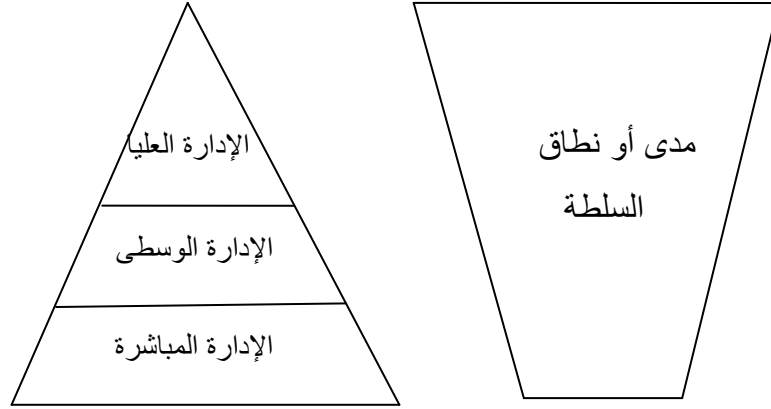 مدى أو نطاق
السلطة
الإدارة العليا
الإدارة الوسطى
الإدارة المباشرة